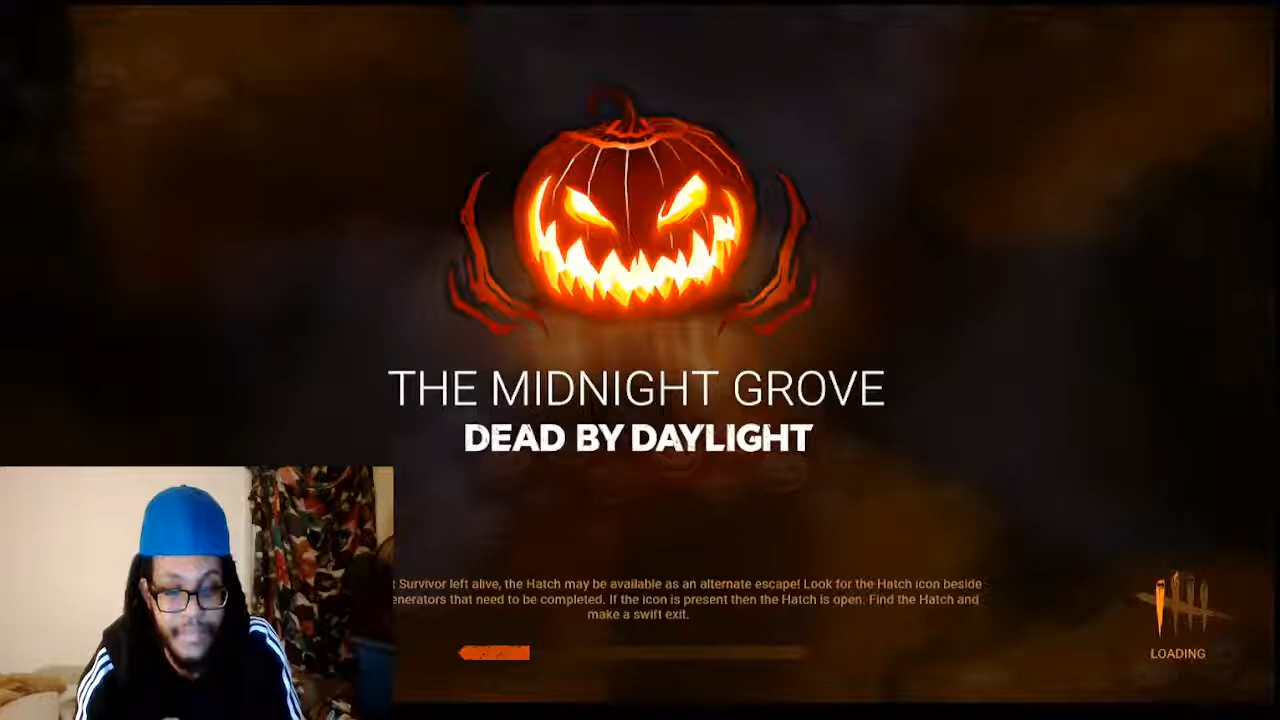 THE MIDNIGHT GROVE
DEAD BY DAYLIGHT
Survivor left alive, the Hatch may be available as an alternate escape! Look for the Hatch icon beside
enerators that need to be completed. If the icon is present then the Hatch is open. Find the Hatch and
make a swift exit.
LOADING